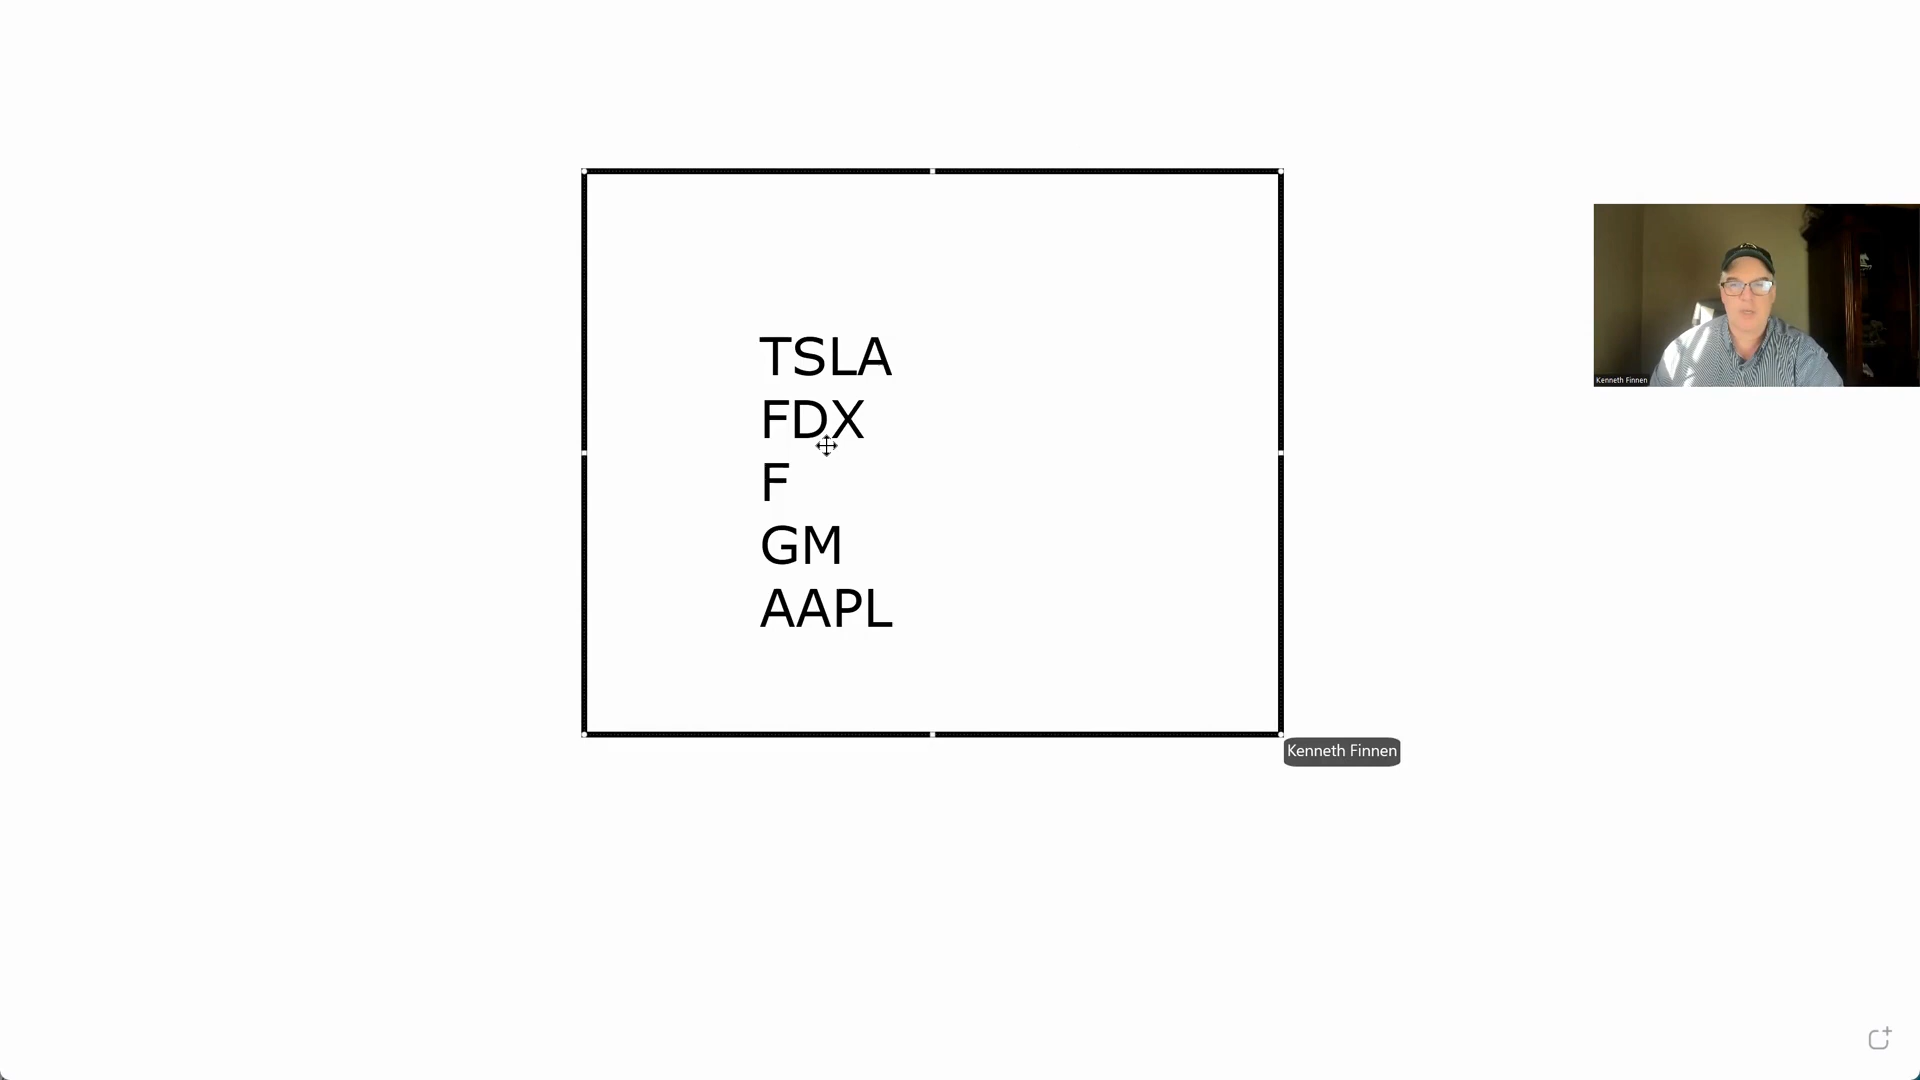 TSLA
FDX
F
GM
AAPL
Kenneth Finnen
Kenneth Finnen